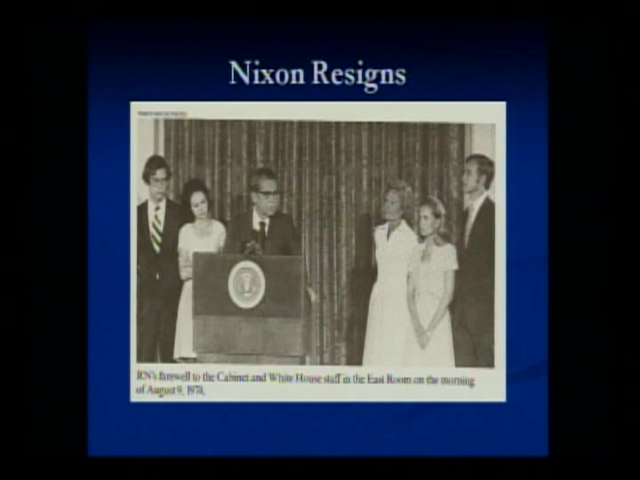 Nixon Resigns
RN's farewell to the Cabinet and White House staff in the East Room on the morning
of August 9, 1974.